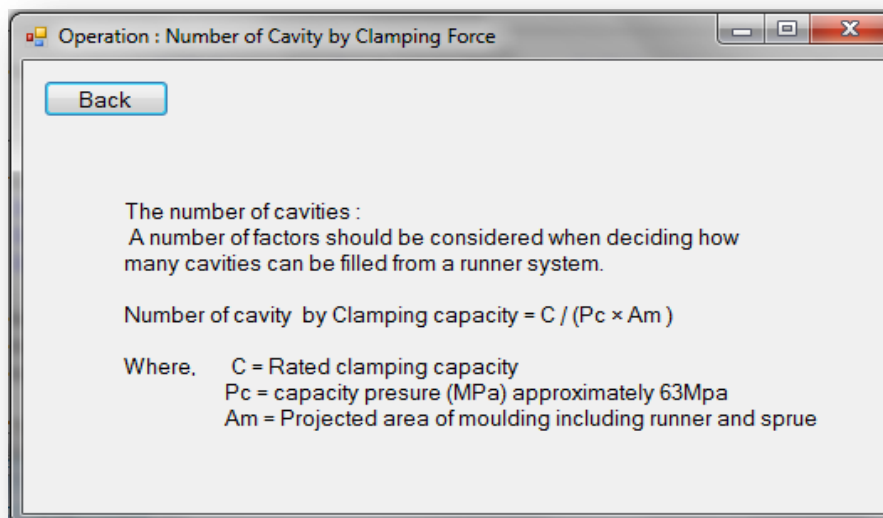 Operation : Number of Cavity by Clamping Force
Back
The number of cavities :
A number of factors should be considered when deciding how
many cavities can be filled from a runner system.
Number of cavity by Clamping capacity = C / (Pc × Am )
Where, C = Rated clamping capacity
Pc = capacity presure (MPa) approximately 63Mpa
Am = Projected area of moulding including runner and sprue